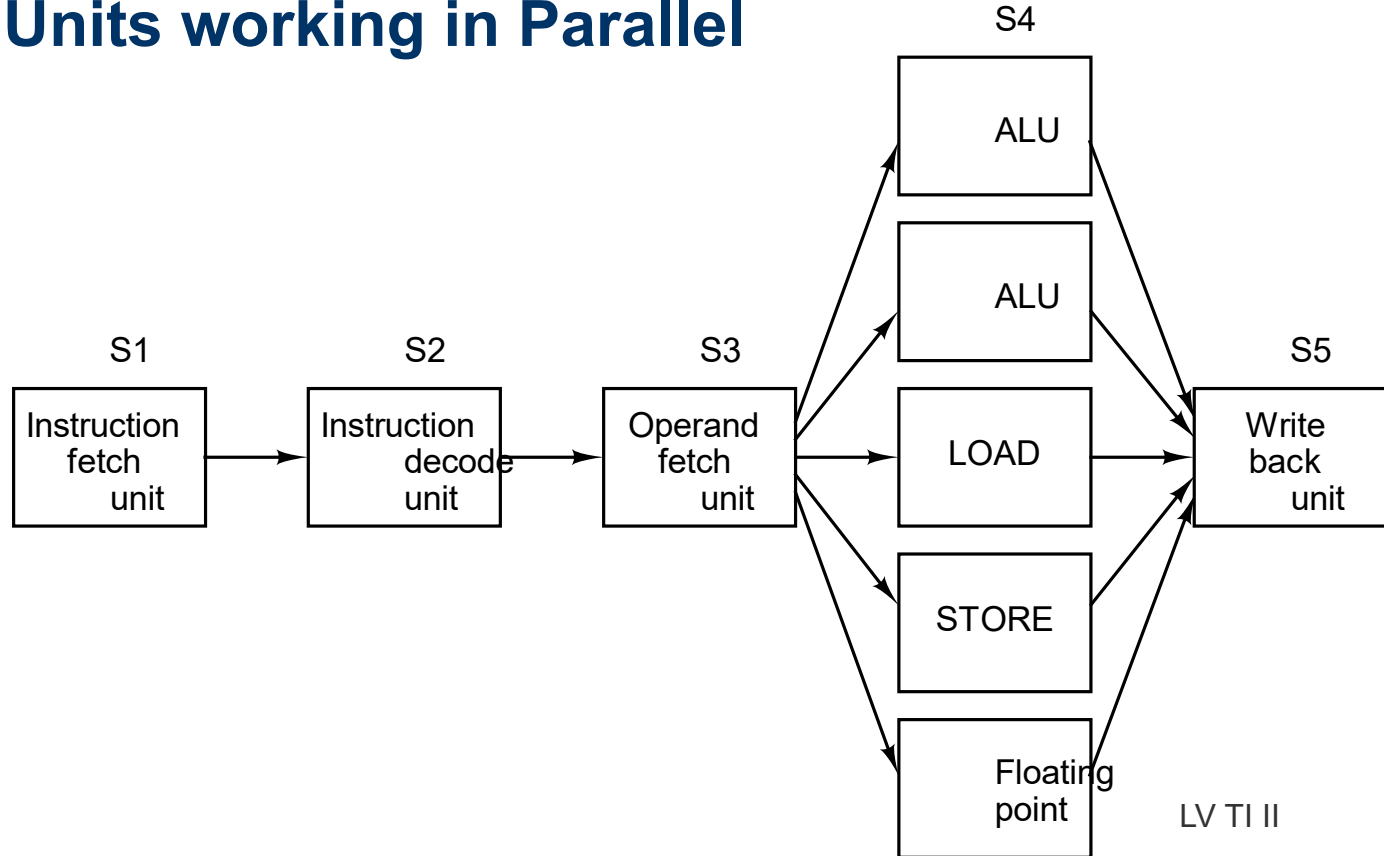 Units working in Parallel
S4
ALU
ALU
S1
S2
S3
S5
Instruction
fetch
unit
Instruction
decode
unit
Operand
fetch
unit
LOAD
Write
back
unit
STORE
Floating
point
LV TI II